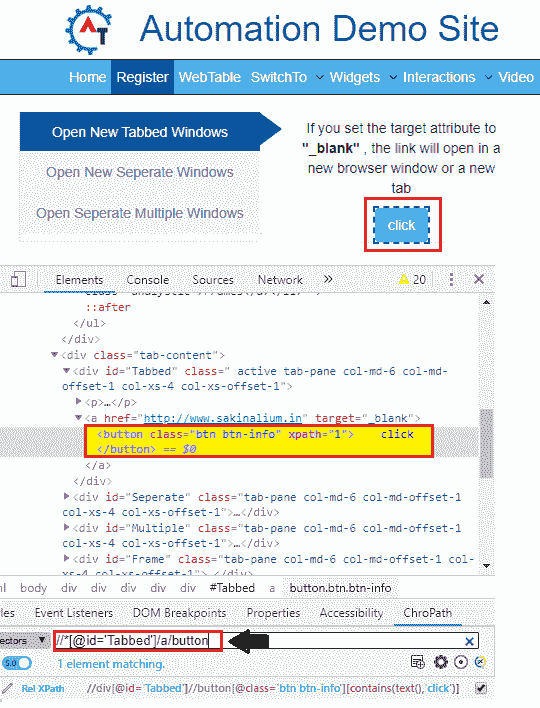 Automation Demo Site
Home Register WebTable SwitchTo Widgets Interactions Video
Open New Tabbed Windows
Open New Seperate Windows
Open Seperate Multiple Windows
If you set the target attribute to
"_blank" , the link will open in a
new browser window or a new
tab
click
Elements Console Sources Network » 20
::after
</ul>
</div>
<div class="tab-content">
<div id="Tabbed" class=" active tab-pane col-md-6 col-md-
offset-1 col-xs-4 col-xs-offset-1">
<p>…</p>
<a href="http://www.sakinalium.in" target="_blank">
<button class="btn btn-info" xpath="1"> click
</button> == $0
</a>
</div>
<div id="Seperate" class="tab-pane col-md-6 col-md-offset-1
col-xs-4 col-xs-offset-1">…</div>
<div id="Multiple" class="tab-pane col-md-6 col-md-offset-1
col-xs-4 col-xs-offset-1">…</div>
<div id="Frame" class="tab-pane col-md-6 col-md-offset-1 col-
xs-4 col-xs-offset-1"> </div>
ml body div div div div #Tabbed a button.btn.btn-info
les Event Listeners DOM Breakpoints Properties Accessibility ChroPath
ectors //*[@id='Tabbed']/a/button
5.0 1 element matching.
Rel XPath //div[@id='Tabbed']//button[@class='btn btn-info'][contains(text(),'click')]